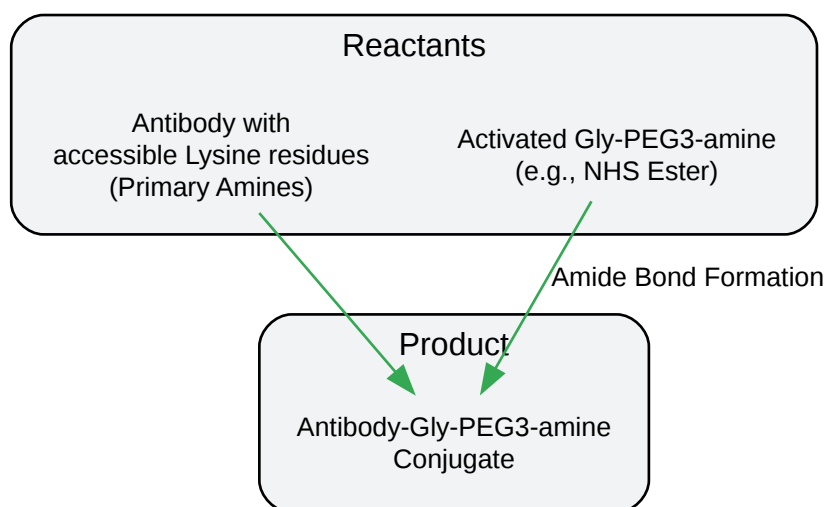 Reactants
Antibody with
accessible Lysine residues
(Primary Amines)
Activated Gly-PEG3-amine
(e.g., NHS Ester)
Amide Bond Formation
Product
Antibody-Gly-PEG3-amine
Conjugate